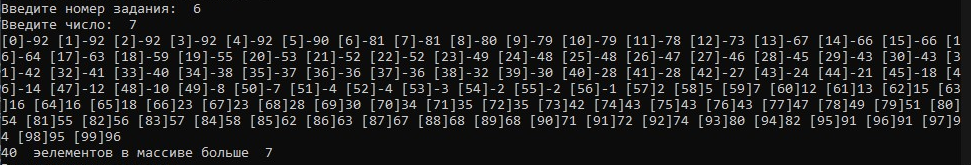 Введите номер задания:  6
Введите число:  7
[0]-92 [1]-92 [2]-92 [3]-92 [4]-92 [5]-90 [6]-81 [7]-81 [8]-80 [9]-79 [10]-79 [11]-78 [12]-73 [13]-67 [14]-66 [15]-66 [1
6]-64 [17]-63 [18]-59 [19]-55 [20]-53 [21]-52 [22]-52 [23]-49 [24]-48 [25]-48 [26]-47 [27]-46 [28]-45 [29]-43 [30]-43 [3
1]-42 [32]-41 [33]-40 [34]-38 [35]-37 [36]-36 [37]-36 [38]-32 [39]-30 [40]-28 [41]-28 [42]-27 [43]-24 [44]-21 [45]-18 [4
6]-14 [47]-12 [48]-10 [49]-8 [50]-7 [51]-4 [52]-4 [53]-3 [54]-2 [55]-2 [56]-1 [57]2 [58]5 [59]7 [60]12 [61]13 [62]15 [63
]16 [64]16 [65]18 [66]23 [67]23 [68]28 [69]30 [70]34 [71]35 [72]35 [73]42 [74]43 [75]43 [76]43 [77]47 [78]49 [79]51 [80]
54 [81]55 [82]56 [83]57 [84]58 [85]62 [86]63 [87]67 [88]68 [89]68 [90]71 [91]72 [92]74 [93]80 [94]82 [95]91 [96]91 [97]9
4 [98]95 [99]96
40  эелементов в массиве больше  7